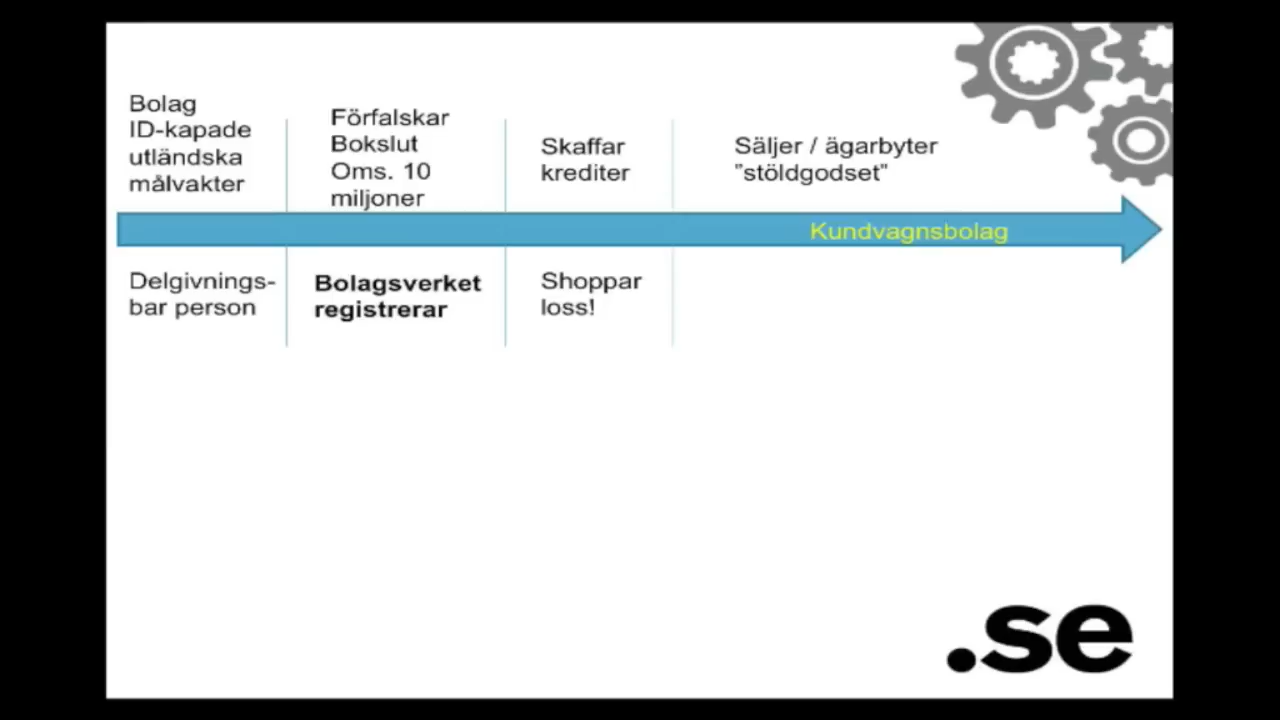 Bolag
ID-kapade
utländska
målvakter
Förfalskar
Bokslut
Oms. 10
miljoner
Skaffar
krediter
Säljer / ägarbyter
”stöldgodset”
Kundvagnsbolag
Delgivnings-
bar person
Bolagsverket
registrerar
Shoppar
loss!
.se